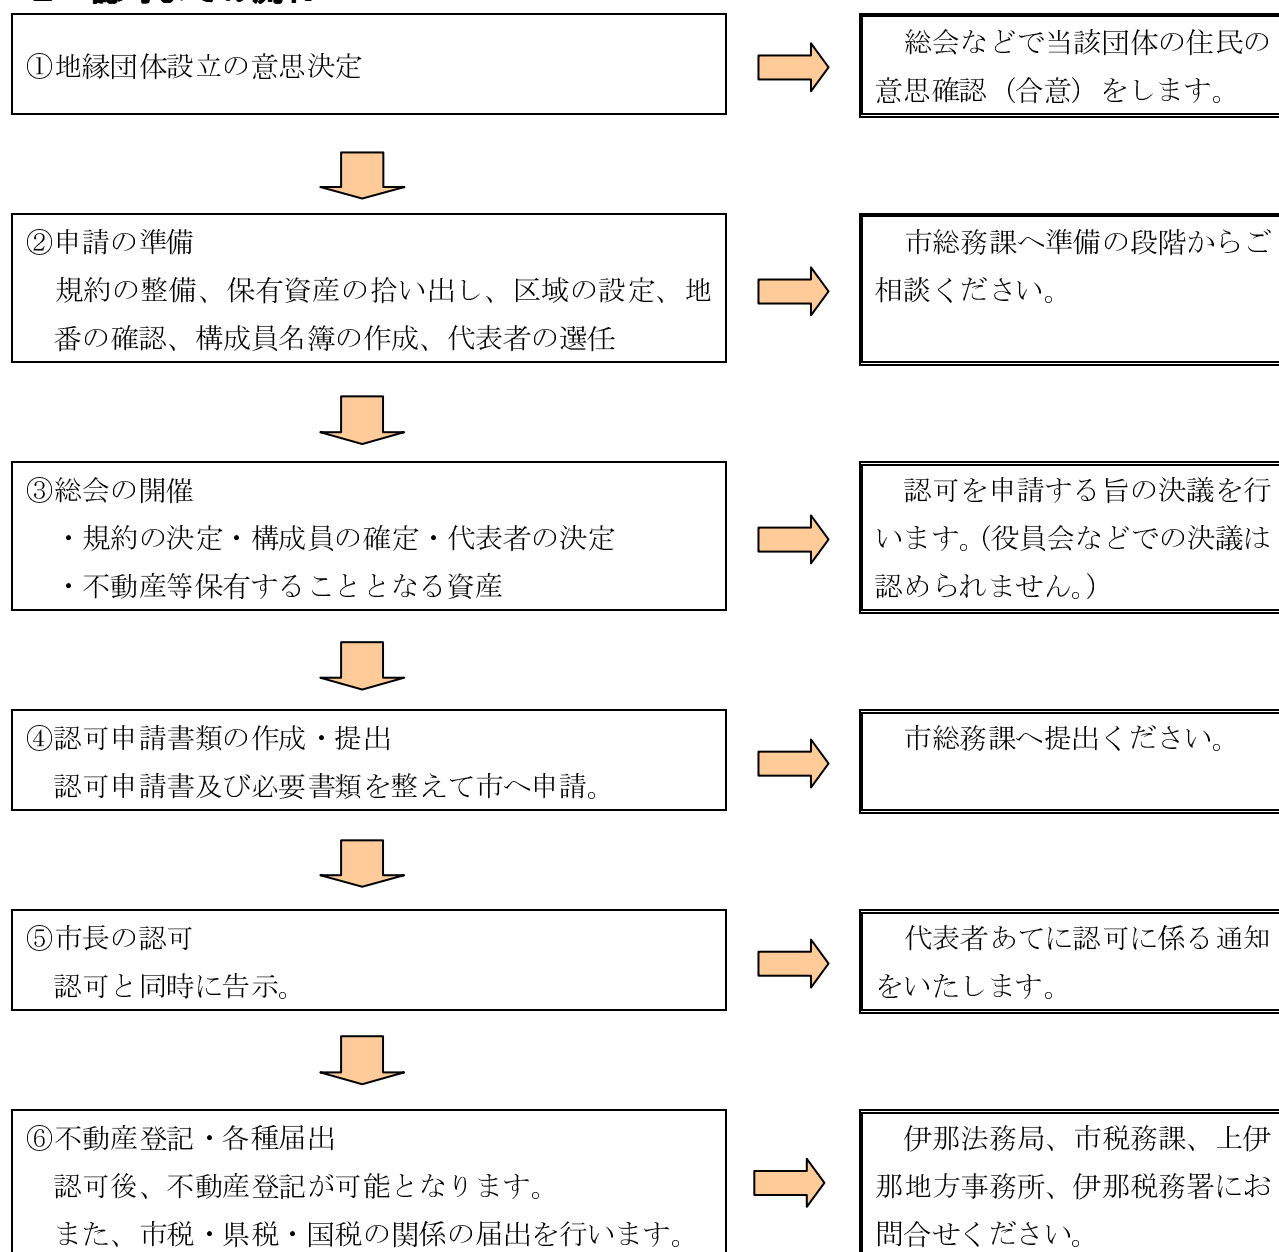 ①地縁団体設立の意思決定
総会などで当該団体の住民の
意思確認（合意）をします。
②申請の準備
規約の整備、保有資産の拾い出し、区域の設定、地
番の確認、構成員名簿の作成、代表者の選任
市総務課へ準備の段階からご
相談ください。
③総会の開催
・規約の決定・構成員の確定・代表者の決定
・不動産等保有することとなる資産
認可を申請する旨の決議を行
います。（役員会などでの決議は
認められません。）
④認可申請書類の作成・提出
認可申請書及び必要書類を整えて市へ申請。
市総務課へ提出ください。
⑤市長の認可
認可と同時に告示。
代表者あてに認可に係る通知
をいたします。
⑥不動産登記・各種届出
認可後、不動産登記が可能となります。
また、市税・県税・国税の関係の届出を行います。
伊那法務局、市税務課、上伊
那地方事務所、伊那税務署にお
問合せください。